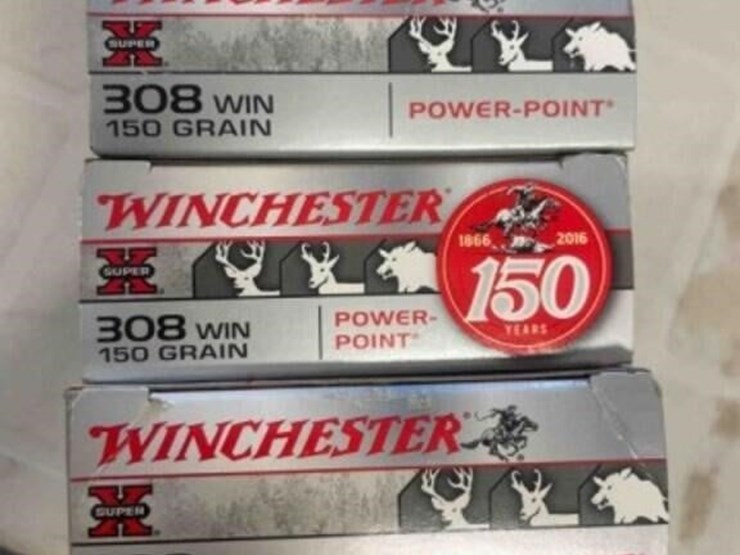 X
SUPER
308 WIN
150 GRAIN
POWER-POINT®
WINCHESTER®
X
SUPER
1866 2016
150
YEARS
308 WIN
150 GRAIN
POWER-
POINT®
WINCHESTER®
X
SUPER